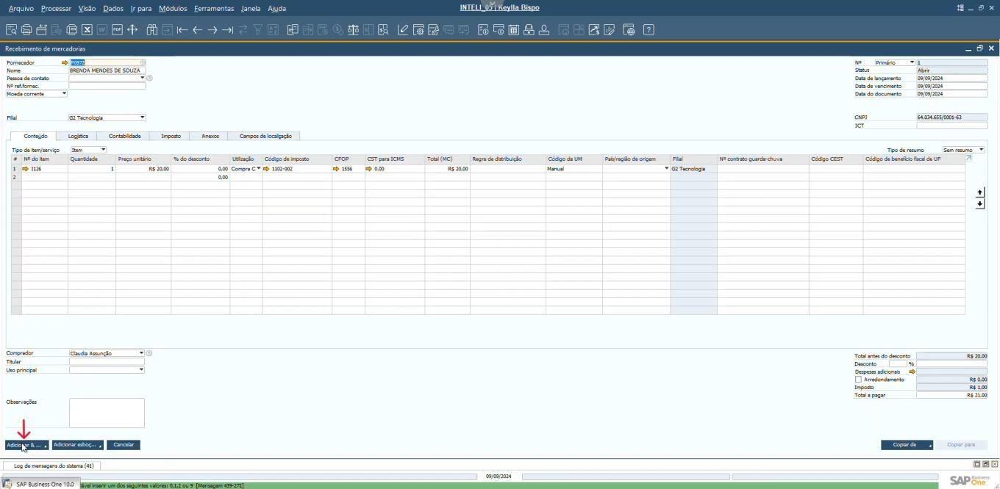 Arquivo Processar Visão Dados Ir para Módulos Ferramentas Janela Ajuda INTELI_05 | Keylla Bispo
Recebimento de mercadorias
Fornecedor F0972 Nº Primário 1
Nome BRENDA MENDES DE SOUZA Status Abrir
Pessoa de contato Data de lançamento 09/09/2024
Nº ref.fornec. Data de vencimento 09/09/2024
Moeda corrente Data do documento 09/09/2024
Filial G2 Tecnologia CNPJ 64.034.655/0001-63
ICT
Conteúdo Logística Contabilidade Imposto Anexos Campos de localização
Tipo de item/serviço Item Tipo de resumo Sem resumo
# Nº do item Quantidade Preço unitário % do desconto Utilização Código de imposto CFOP CST para ICMS Total (MC) Regra de distribuição Código da UM País/região de origem Filial Nº contrato guarda-chuva Código CEST Código de benefício fiscal de UF
1 I126 1 R$ 20,00 0,00 Compra C 1102-002 1556 0.00 R$ 20,00 Manual G2 Tecnologia
2 0,00
Comprador Claudia Assunção Total antes do desconto R$ 20,00
Titular Desconto %
Uso principal Despesas adicionais
Arredondamento R$ 0,00
Imposto R$ 1,00
Total a pagar R$ 21,00
Observações
Adicionar & ... Adicionar esboç... Cancelar Copiar de Copiar para
Log de mensagens do sistema (41)
09/09/2024
SAP Business One 10.0 ável inserir um dos seguintes valores: 0,1,2 ou 9 [Mensagem 439-272] SAP Business One